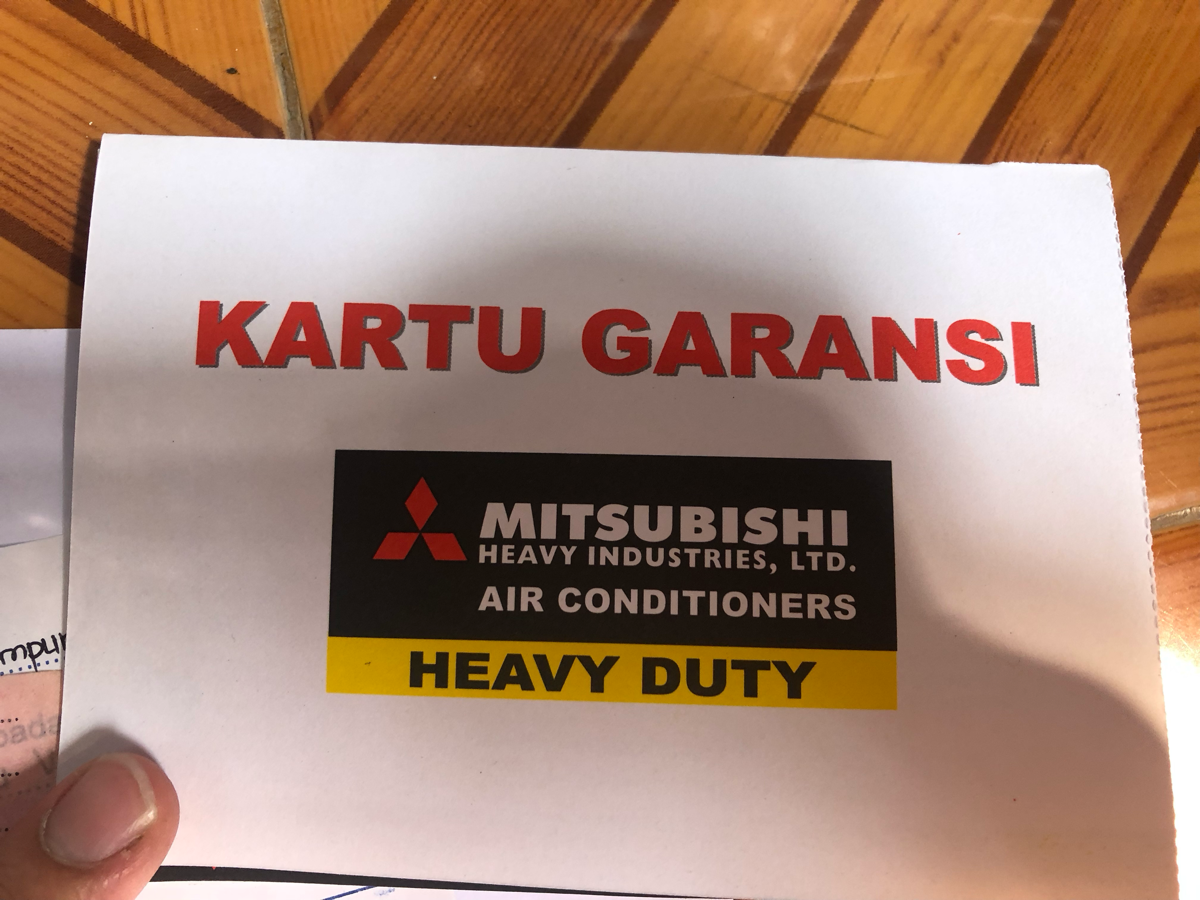 KARTU GARANSI
MITSUBISHI
HEAVY INDUSTRIES, LTD.
AIR CONDITIONERS
HEAVY DUTY